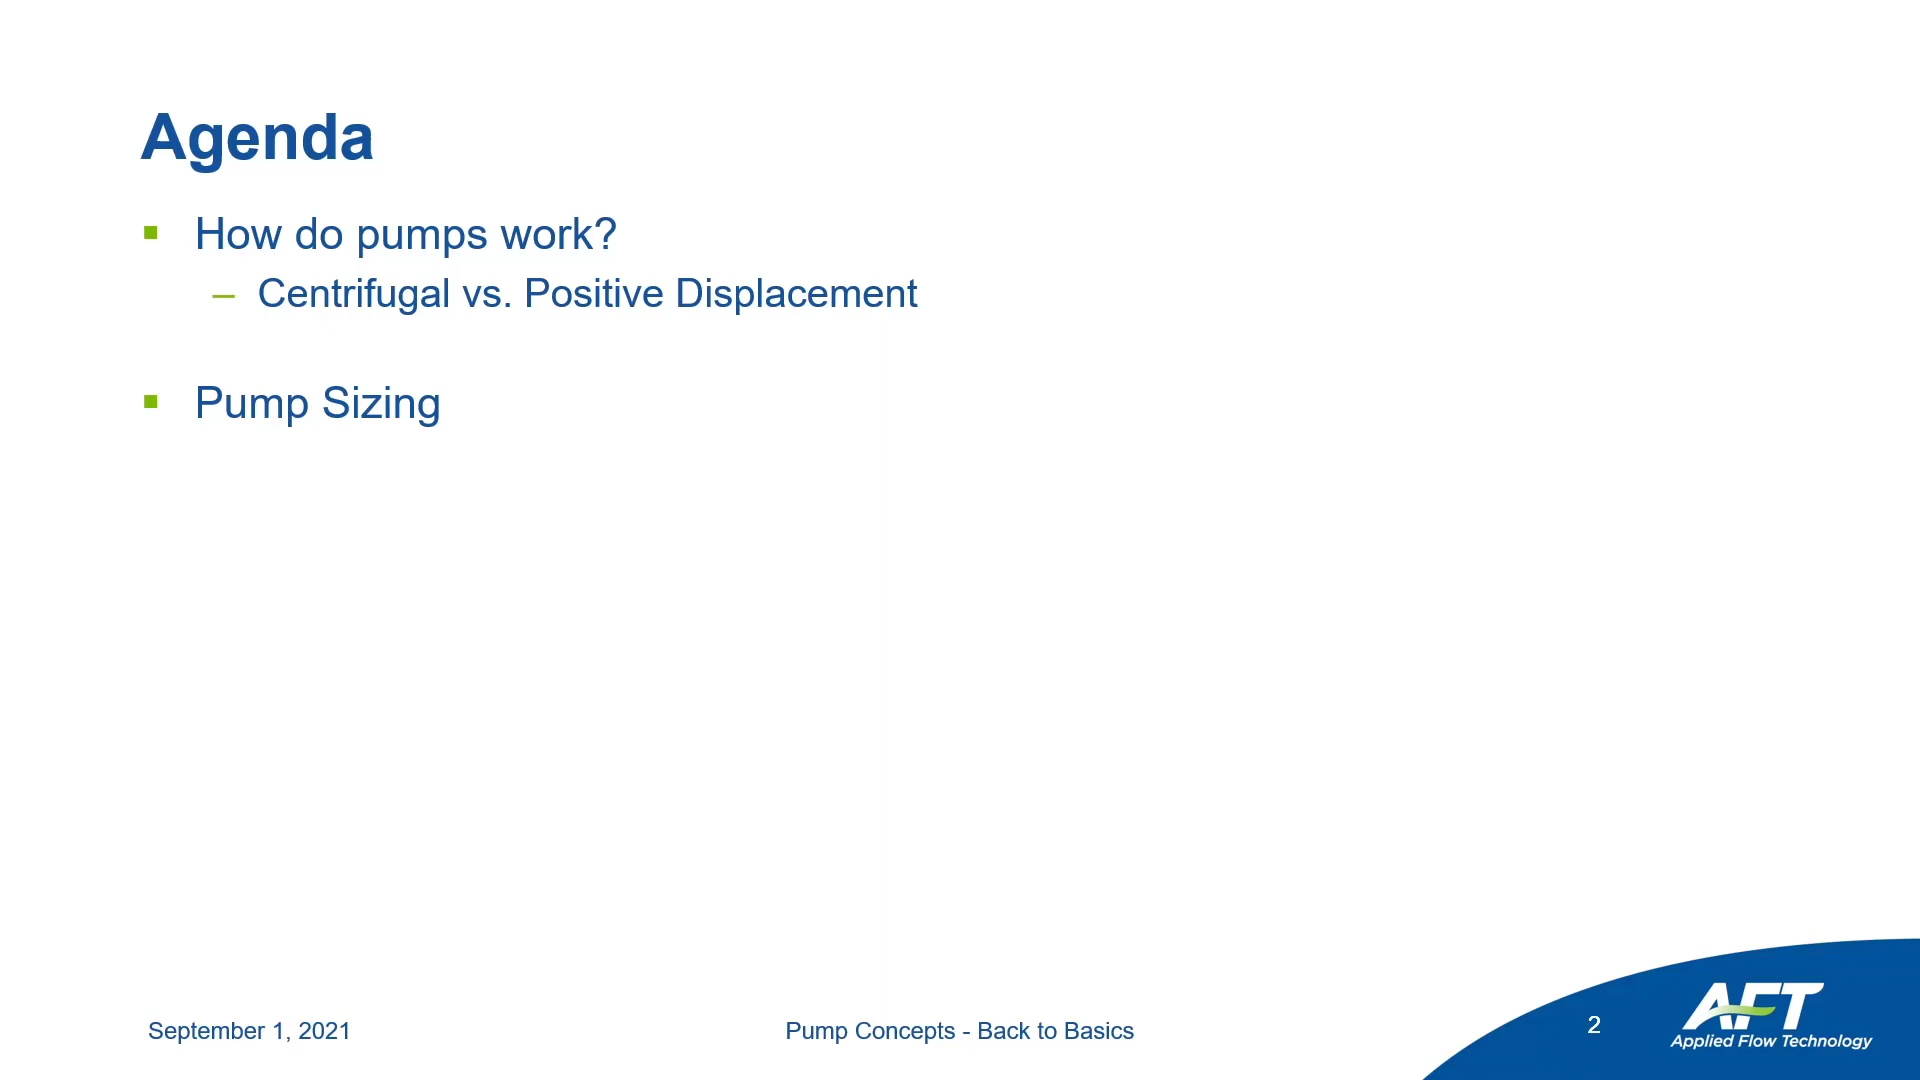 Agenda
▪ How do pumps work?
– Centrifugal vs. Positive Displacement
▪ Pump Sizing
September 1, 2021
Pump Concepts - Back to Basics
2
AFT
Applied Flow Technology